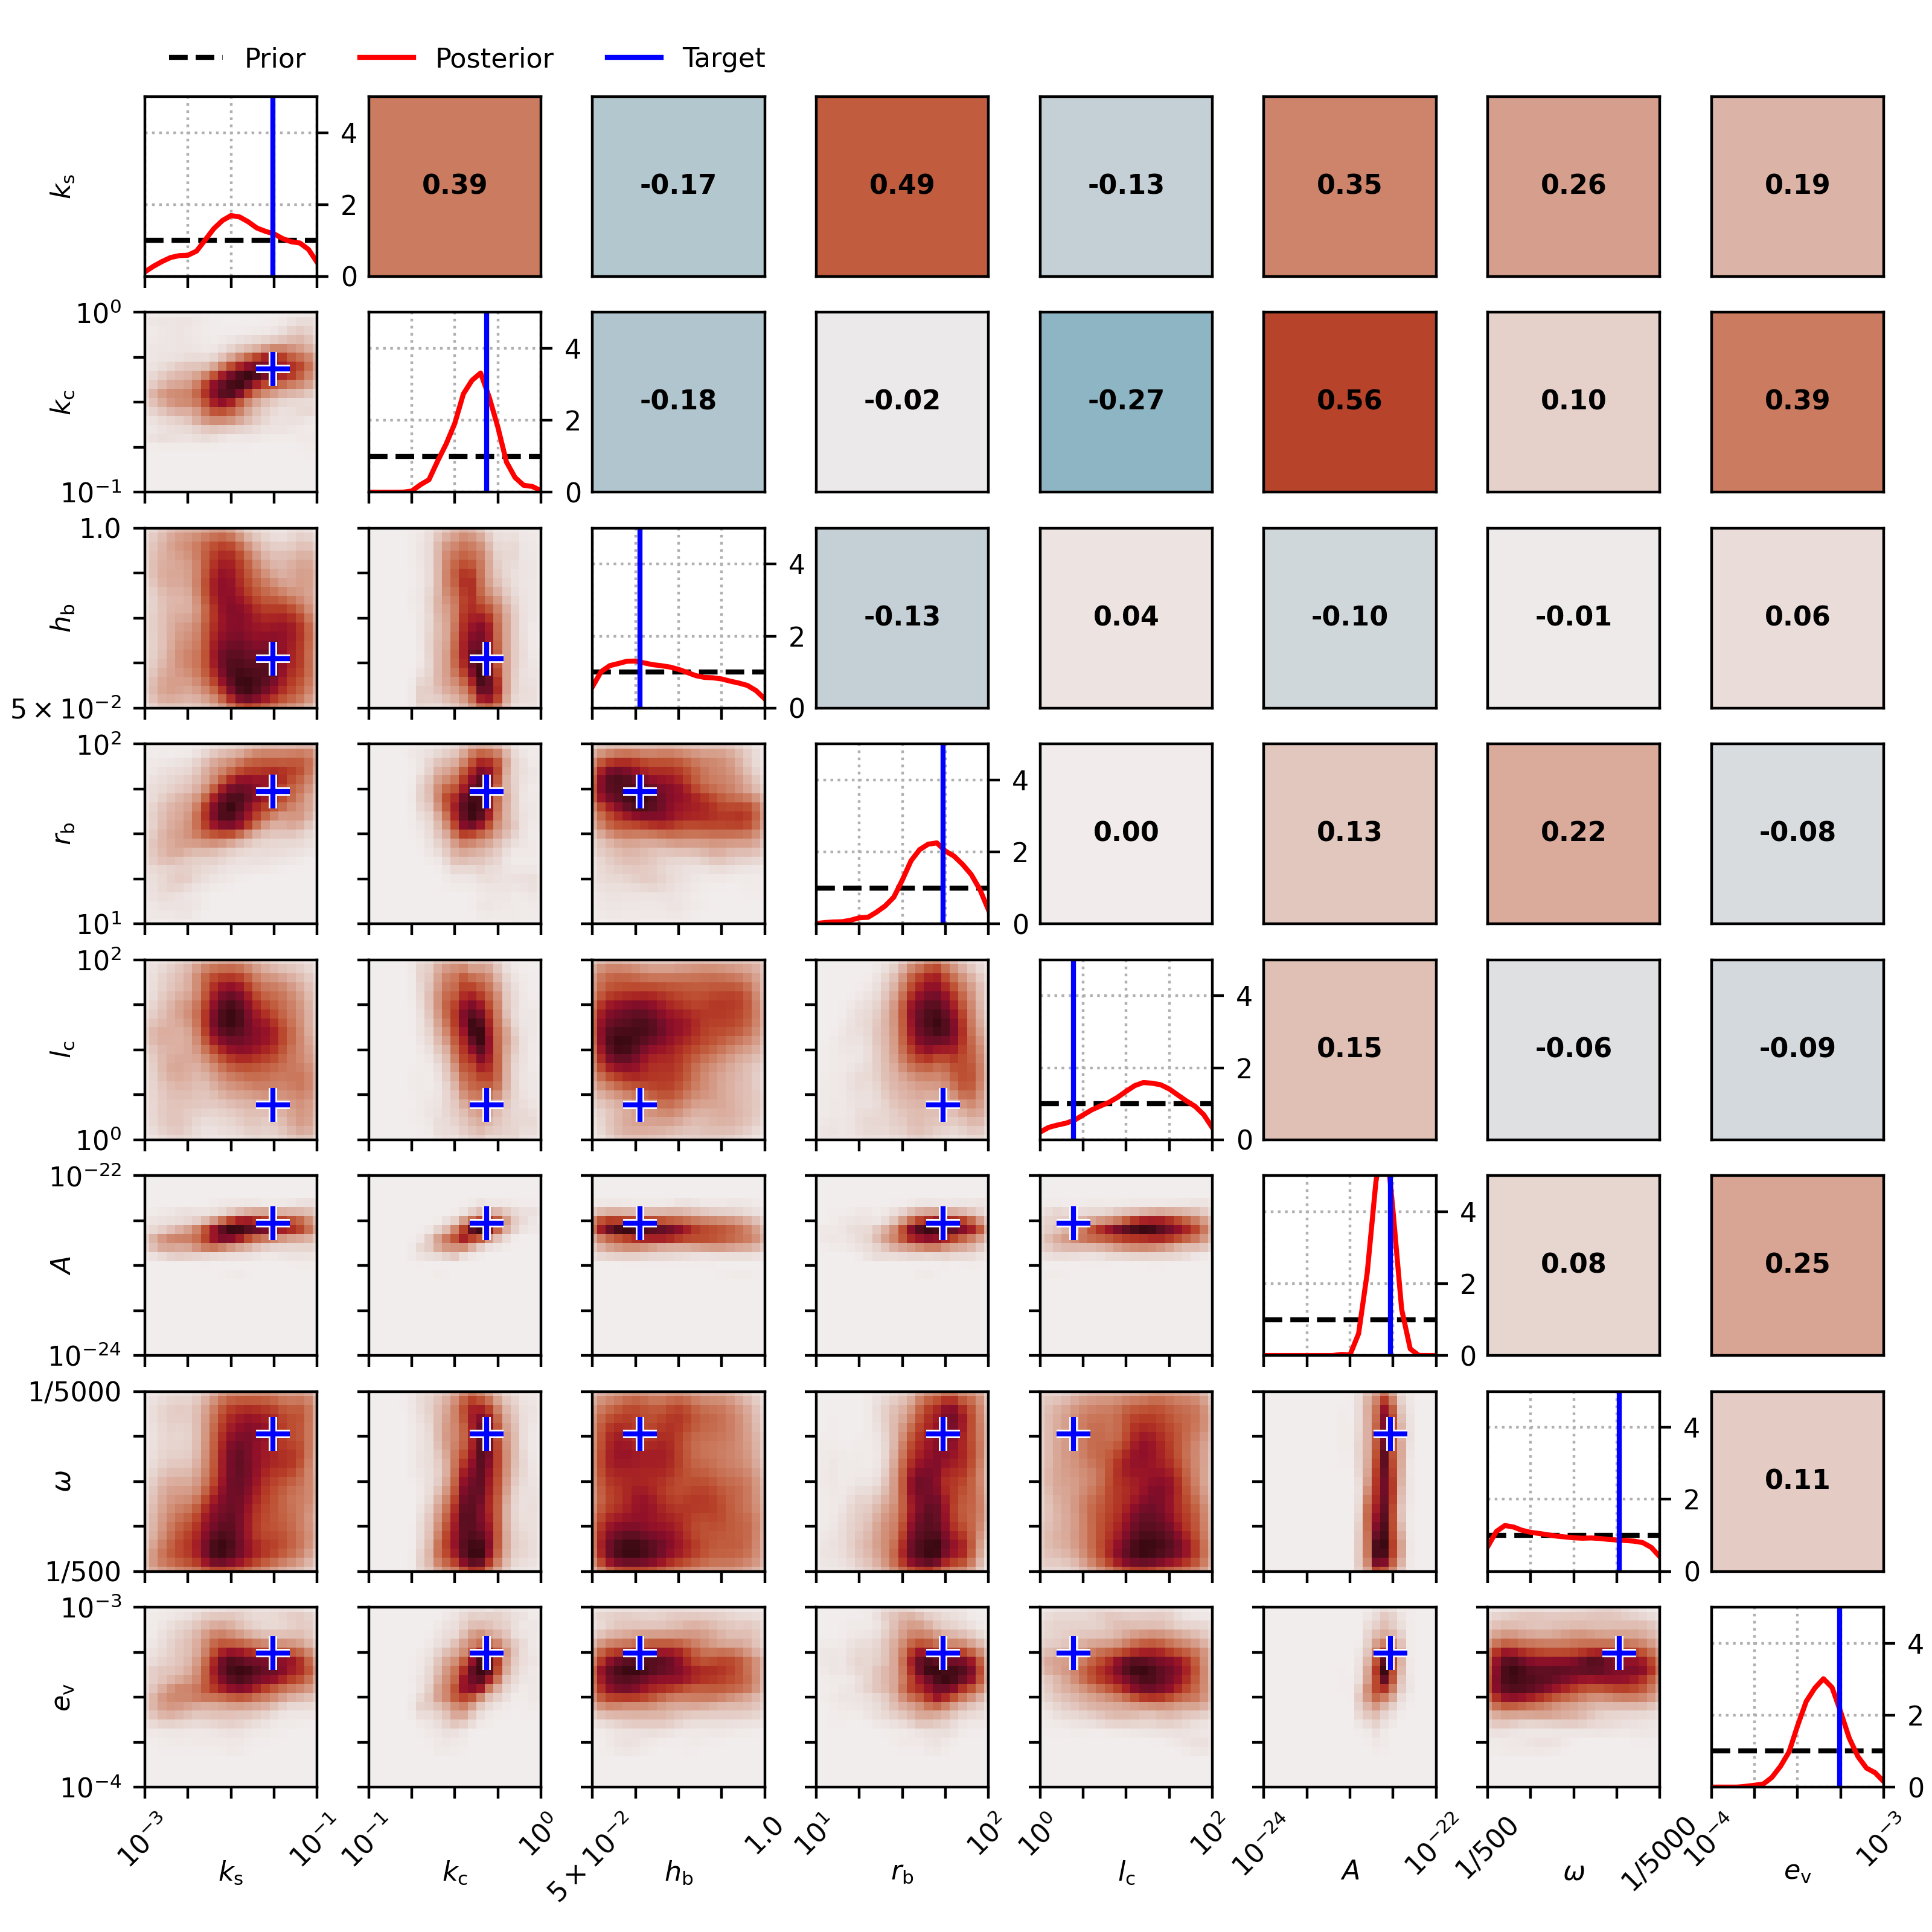 Prior Posterior Target
k_s 4 2 0 0.39 -0.17 0.49 -0.13 0.35 0.26 0.19
10^0 k_c 10^-1 4 2 0 -0.18 -0.02 -0.27 0.56 0.10 0.39
1.0 h_b 5 × 10^-2 4 2 0 -0.13 0.04 -0.10 -0.01 0.06
10^2 r_b 10^1 4 2 0 0.00 0.13 0.22 -0.08
10^2 l_c 10^0 4 2 0 0.15 -0.06 -0.09
10^-22 A 10^-24 4 2 0 0.08 0.25
1/5000 ω 1/500 4 2 0 0.11
10^-3 e_v 10^-4 4 2 0
10^-3 10^-1 10^-1 10^0 5 × 10^-2 1.0 10^1 10^2 10^0 10^2 10^-24 10^-22 1/500 1/5000 10^-4 10^-3
k_s k_c h_b r_b l_c A ω e_v